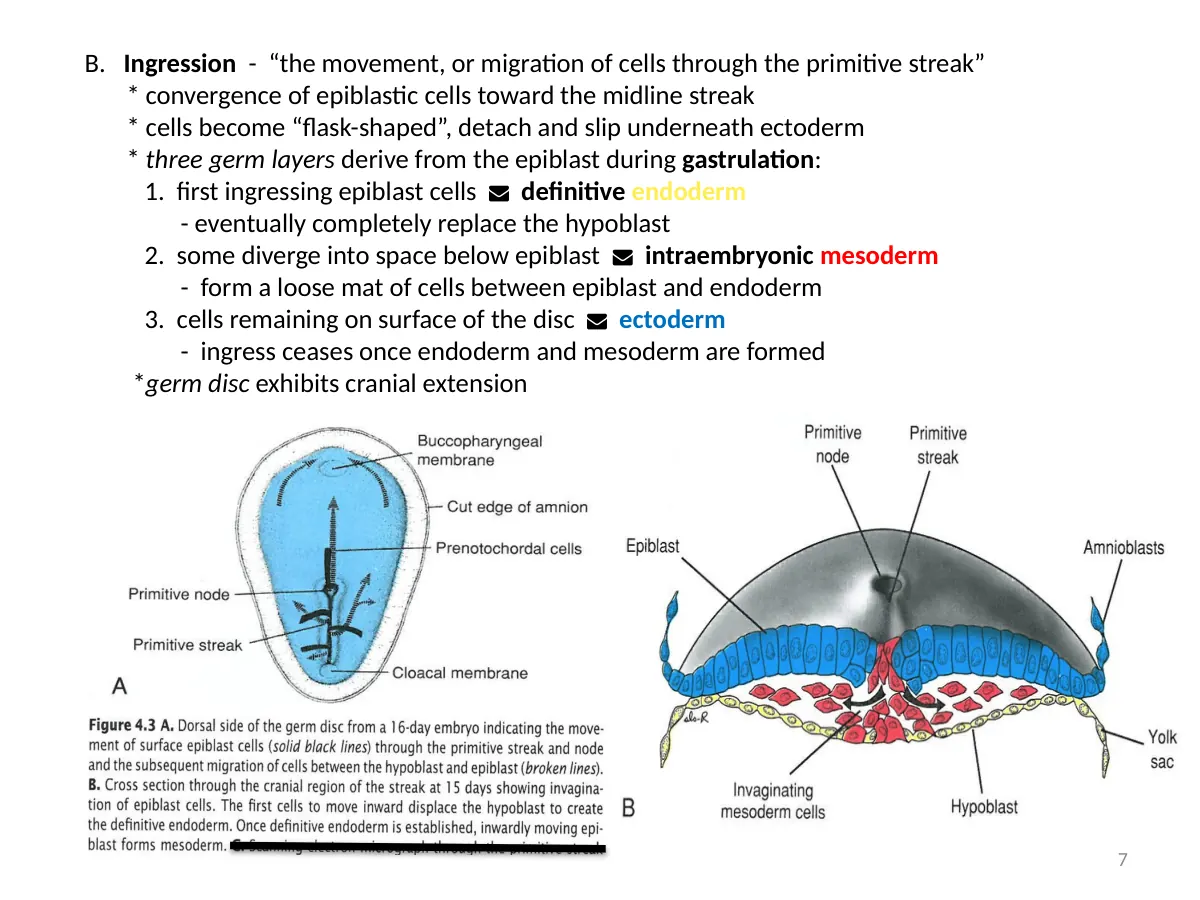 B. Ingression - “the movement, or migration of cells through the primitive streak”
* convergence of epiblastic cells toward the midline streak
* cells become “flask-shaped”, detach and slip underneath ectoderm
* three germ layers derive from the epiblast during gastrulation:
1. first ingressing epiblast cells definitive endoderm
- eventually completely replace the hypoblast
2. some diverge into space below epiblast intraembryonic mesoderm
- form a loose mat of cells between epiblast and endoderm
3. cells remaining on surface of the disc ectoderm
- ingress ceases once endoderm and mesoderm are formed
*germ disc exhibits cranial extension
Buccopharyngeal
membrane
Cut edge of amnion
Prenotochordal cells
Primitive node
Primitive streak
Cloacal membrane
A
Figure 4.3 A. Dorsal side of the germ disc from a 16-day embryo indicating the move-
ment of surface epiblast cells (solid black lines) through the primitive streak and node
and the subsequent migration of cells between the hypoblast and epiblast (broken lines).
B. Cross section through the cranial region of the streak at 15 days showing invagina-
tion of epiblast cells. The first cells to move inward displace the hypoblast to create
the definitive endoderm. Once definitive endoderm is established, inwardly moving epi-
blast forms mesoderm.
Primitive
node
Primitive
streak
Epiblast
Amnioblasts
Yolk
sac
Invaginating
mesoderm cells
Hypoblast
B
7